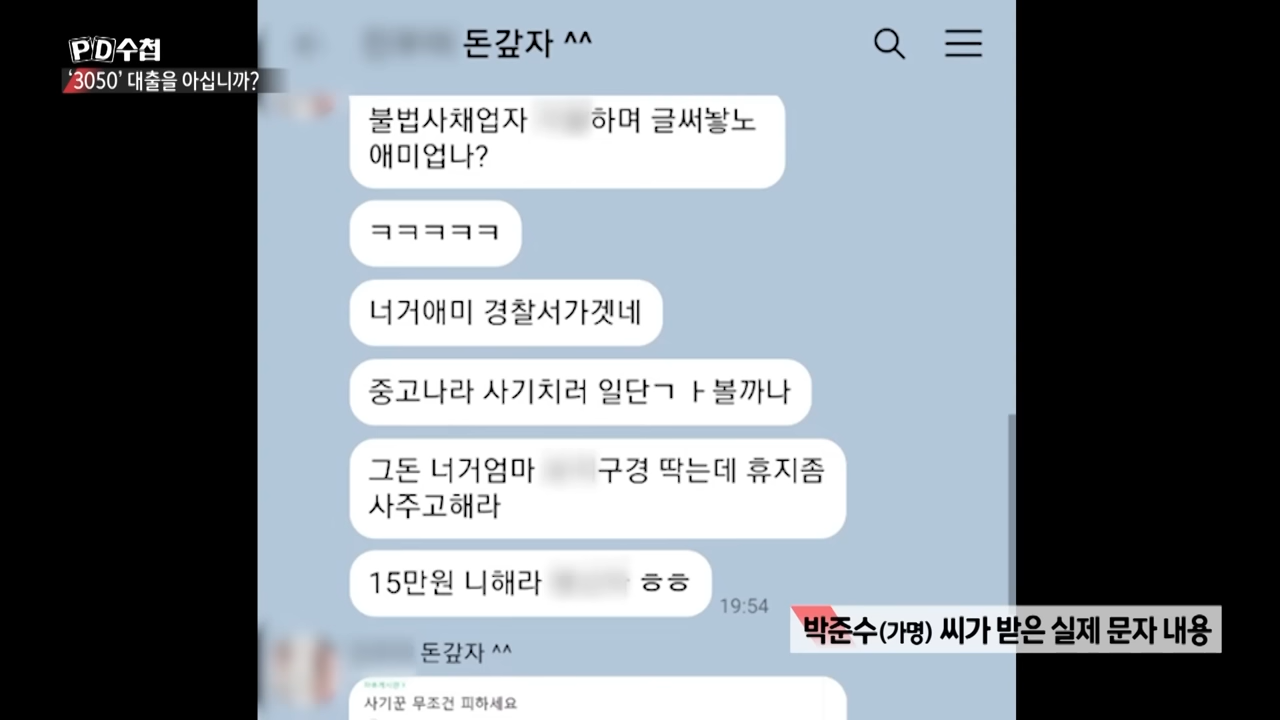 PD수첩
'3050' 대출을 아십니까?
돈갚자 ^^
불법사채업자 하며 글써놓노
애미업나?
ㅋㅋㅋㅋㅋ
너거애미 경찰서가겟네
중고나라 사기치러 일단ㄱ ㅏ볼까나
그돈 너거엄마 구경 딱는데 휴지좀
사주고해라
15만원 니해라 ㅎㅎ
19:54
박준수(가명) 씨가 받은 실제 문자 내용
돈갚자 ^^
사기꾼 무조건 피하세요